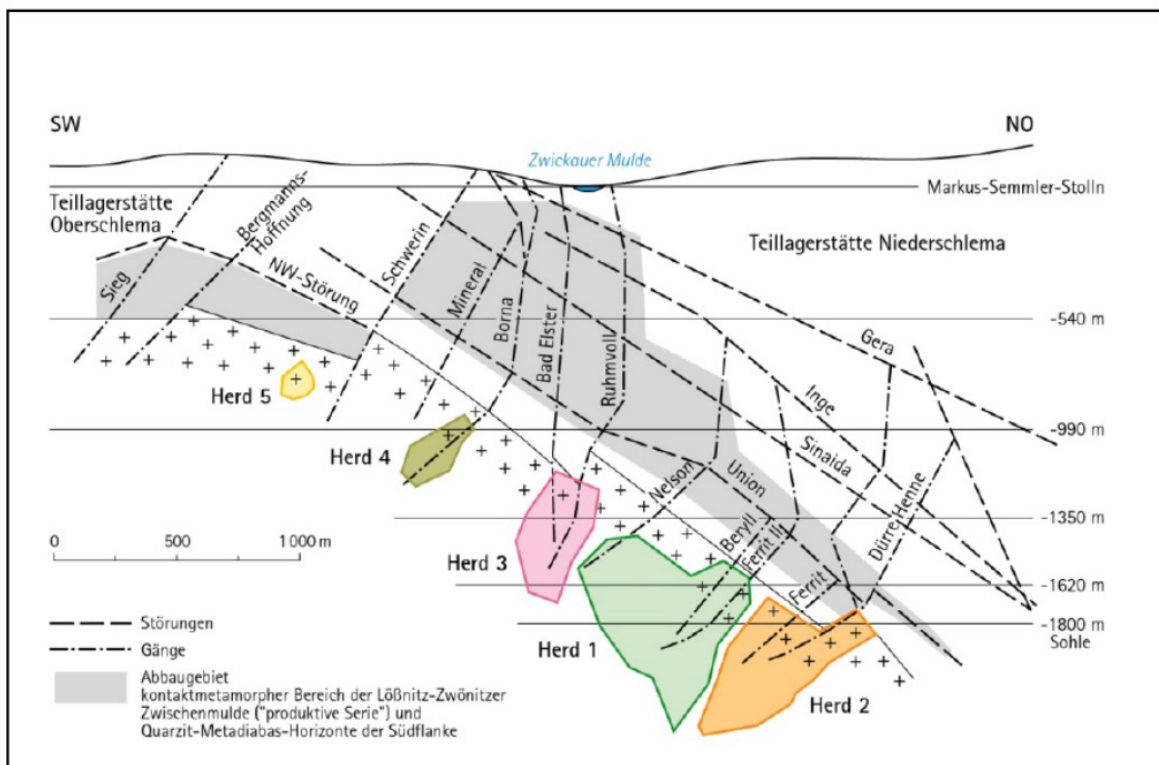 SW
NO
Zwickauer Mulde
Markus-Semmler-Stolln
Teillagerstätte
Oberschlema
Bergmanns-
Hoffnung
Teillagerstätte Niederschlema
Sieg
NW-Störung
Schwerin
Mineral
Borna
Bad Elster
Ruhmvoll
-540 m
Gera
Inge
Sinaida
Herd 5
-990 m
Herd 4
Nelson
Union
Dürre Henne
-1350 m
Beryll
Ferrit II
Ferrit
0 500 1000 m
Herd 3
-1620 m
-1800 m
Sohle
Herd 1
Herd 2
Störungen
Gänge
Abbaugebiet
kontaktmetamorpher Bereich der Lößnitz-Zwönitzer
Zwischenmulde ("produktive Serie") und
Quarzit-Metadiabas-Horizonte der Südflanke